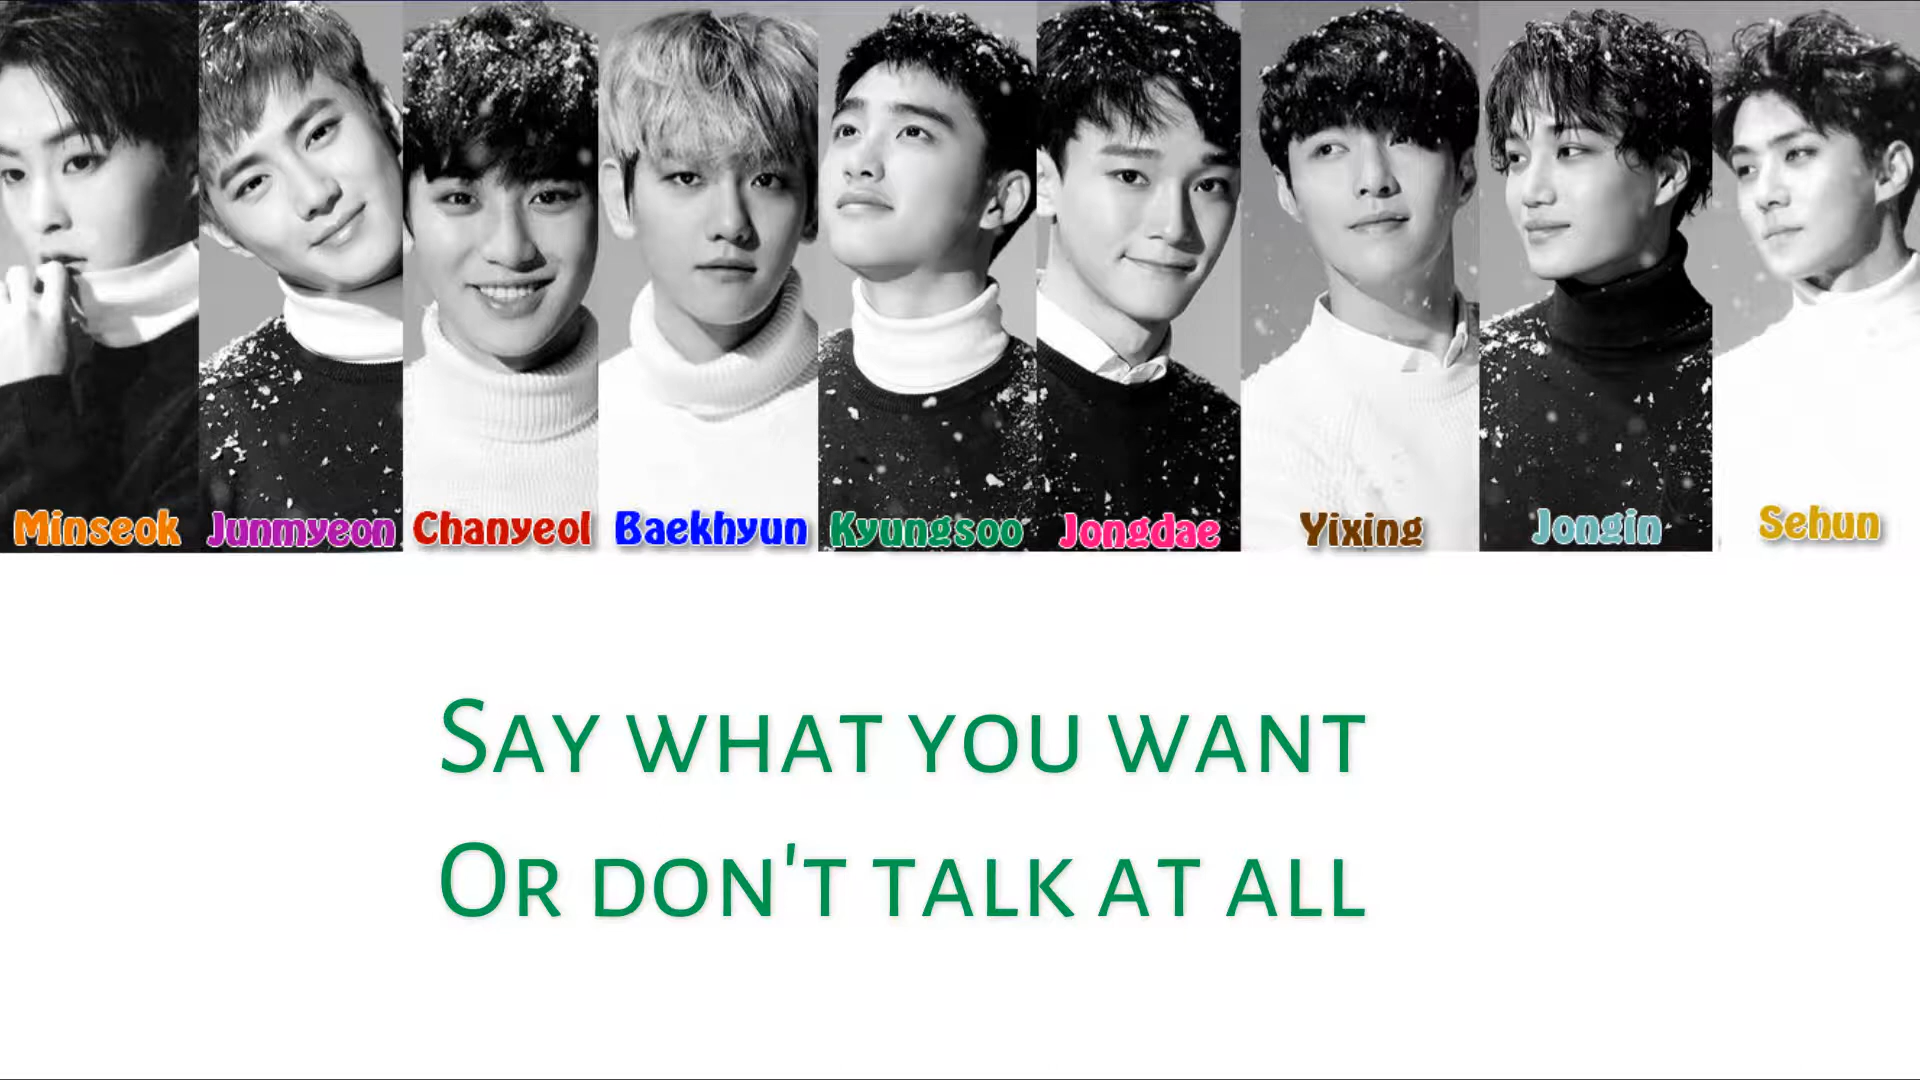 Minseok Junmyeon Chanyeol Baekhyun Kyungsoo Jongdae Yixing Jongin Sehun
Say what you want
Or don't talk at all